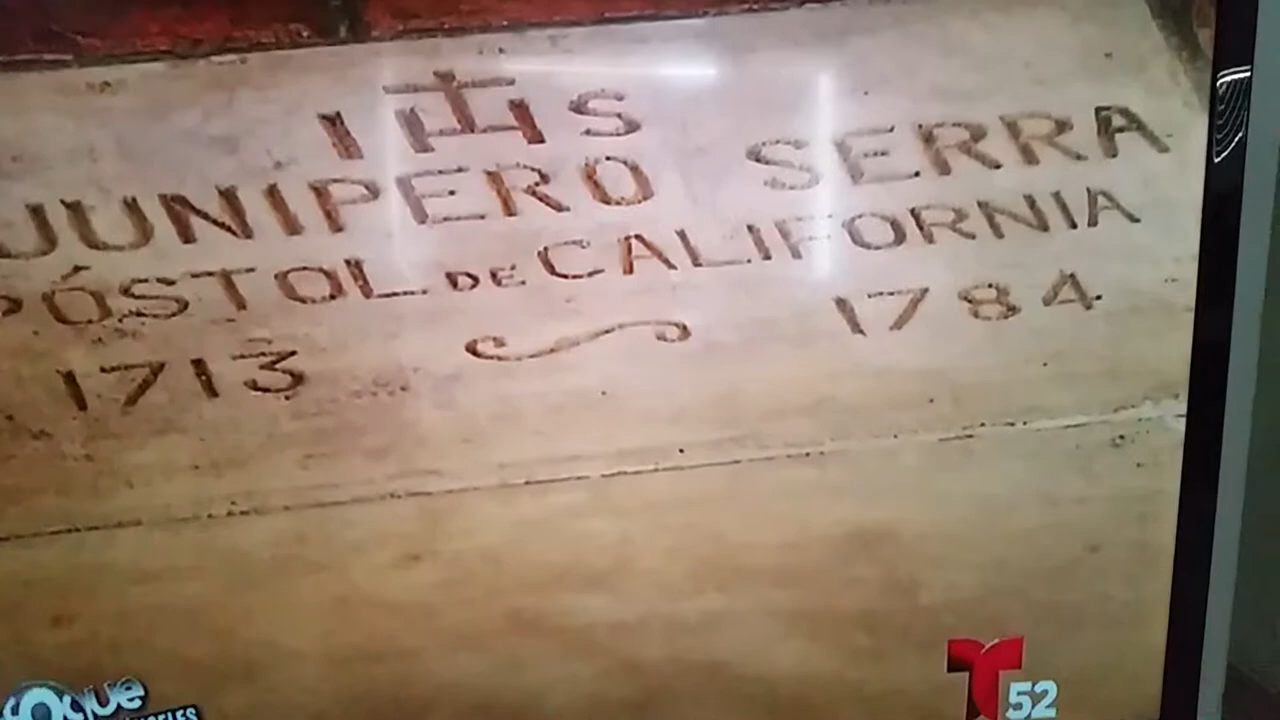 IHS
JUNIPERO SERRA
PÓSTOL DE CALIFORNIA
1713 1784
T 52